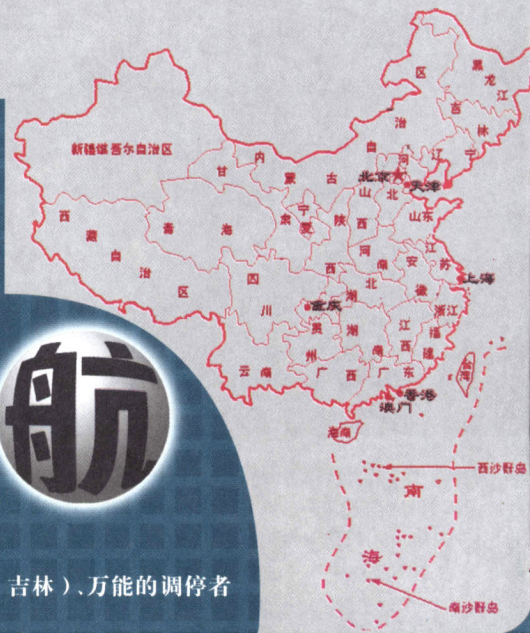 黑龙江
吉林
辽宁
内蒙古自治区
新疆维吾尔自治区
甘肃
北京
天津
河北
山西
山东
宁夏
陕西
青海
西藏自治区
河南
江苏
安徽
上海
四川
重庆
湖北
浙江
江西
福建
湖南
贵州
云南
广西
广东
台湾
香港
澳门
海南
西沙群岛
南海
南沙群岛
航
吉林)、万能的调停者